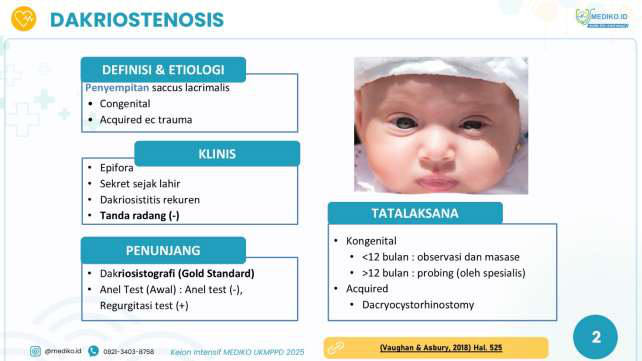 DAKRIOSTENOSIS
MEDIKO.ID
DEFINISI & ETIOLOGI
Penyempitan saccus lacrimalis
• Congenital
• Acquired ec trauma
KLINIS
• Epifora
• Sekret sejak lahir
• Dakriosistitis rekuren
• Tanda radang (-)
PENUNJANG
• Dakriosistografi (Gold Standard)
• Anel Test (Awal) : Anel test (-),
Regurgitasi test (+)
TATALAKSANA
• Kongenital
• <12 bulan : observasi dan masase
• >12 bulan : probing (oleh spesialis)
• Acquired
• Dacryocystorhinostomy
@mediko.id
0821-3403-8758
Kelon Intensif MEDIKO UKMPPD 2025
(Vaughan & Asbury, 2018) Hal. 525
2